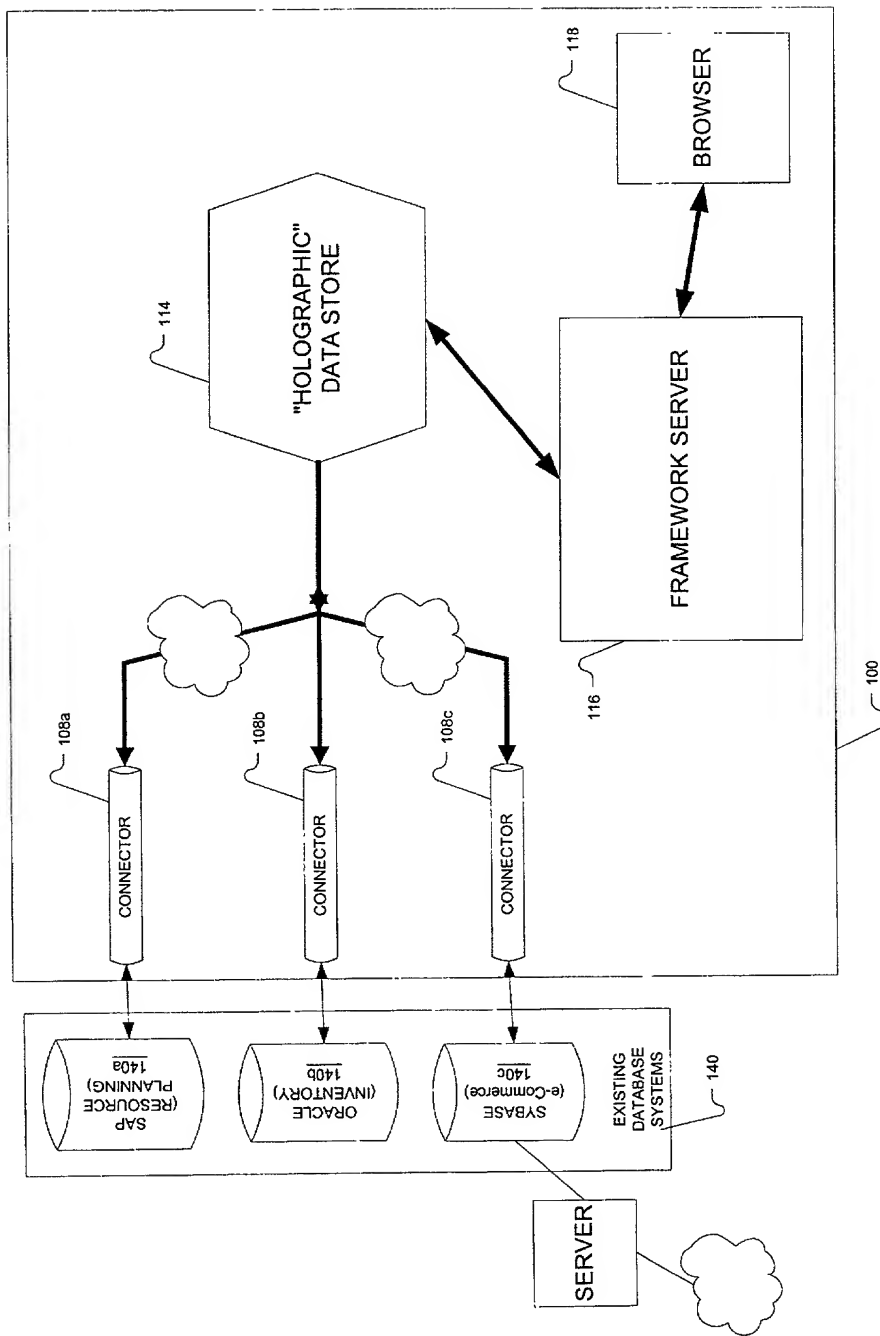 SAP
(RESOURCE
PLANNING)
140a
ORACLE
(INVENTORY)
140b
SYBASE
(e-Commerce)
140c
EXISTING
DATABASE
SYSTEMS
140
SERVER
CONNECTOR
108a
CONNECTOR
108b
CONNECTOR
108c
"HOLOGRAPHIC"
DATA STORE
114
FRAMEWORK SERVER
116
BROWSER
118
100